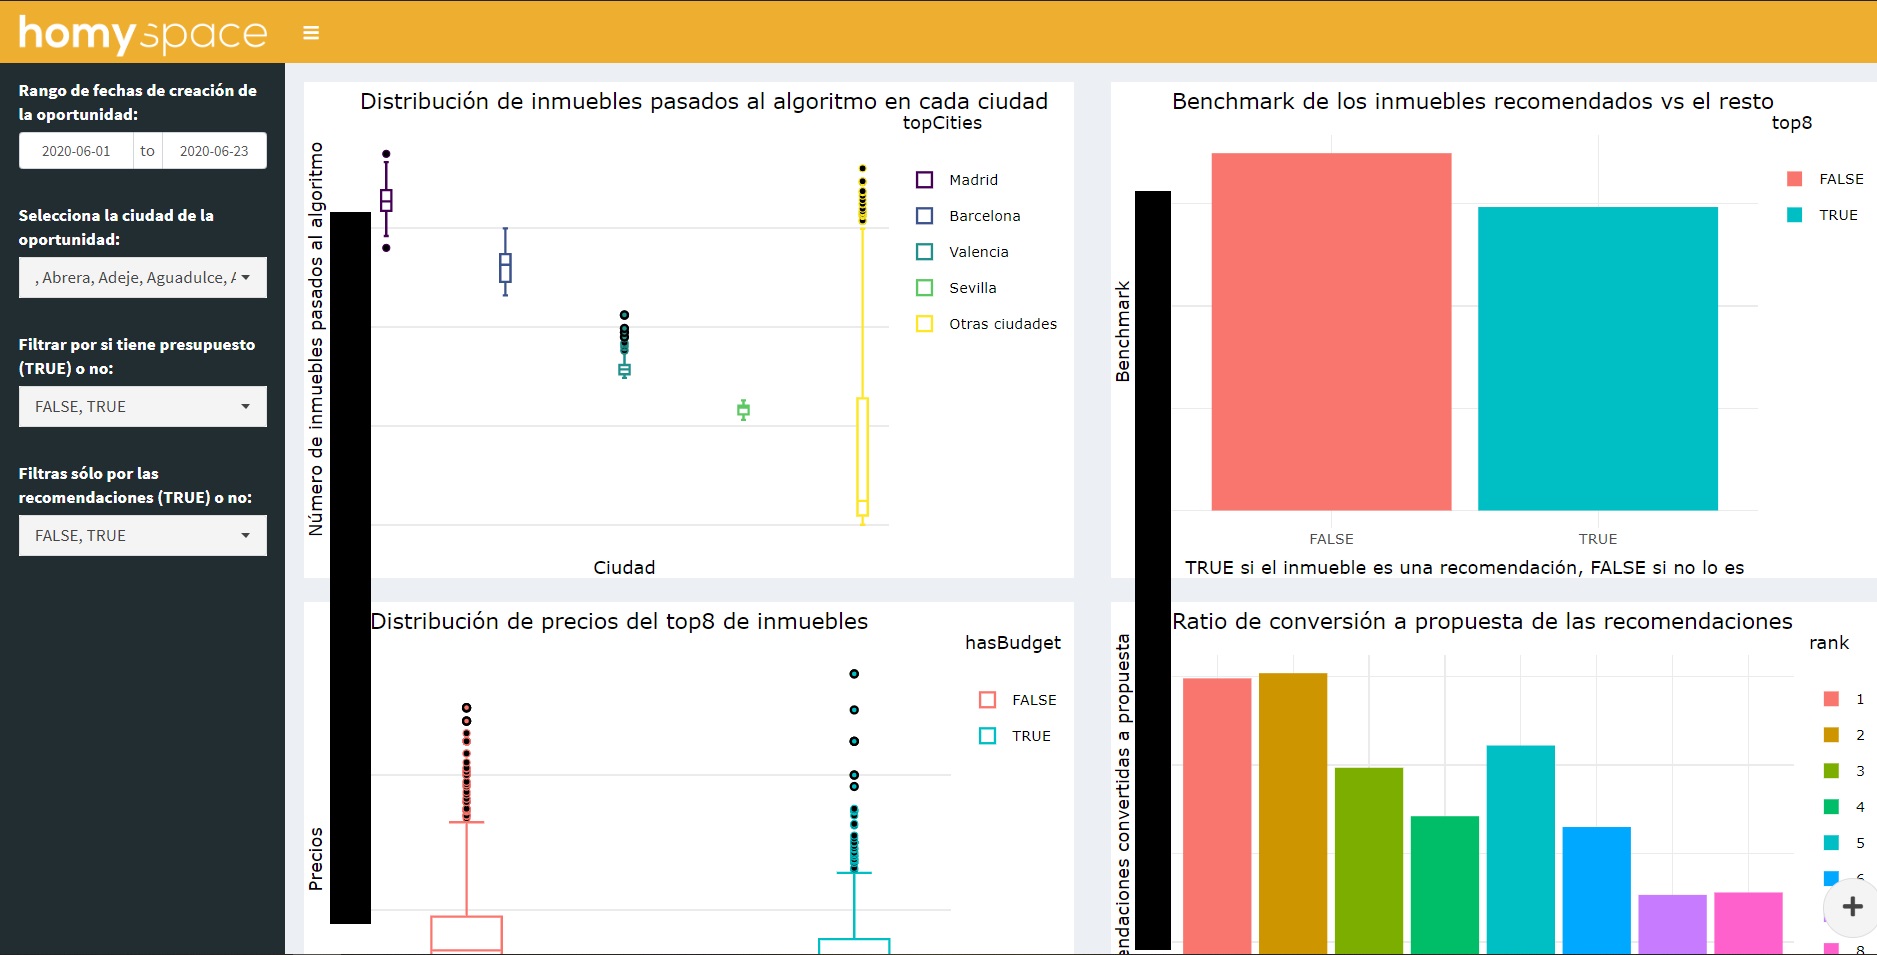 homyspace
Rango de fechas de creación de
la oportunidad:
2020-06-01 to 2020-06-23
Selecciona la ciudad de la
oportunidad:
, Abrera, Adeje, Aguadulce, A
Filtrar por si tiene presupuesto
(TRUE) o no:
FALSE, TRUE
Filtras sólo por las
recomendaciones (TRUE) o no:
FALSE, TRUE
Distribución de inmuebles pasados al algoritmo en cada ciudad
topCities
Madrid
Barcelona
Valencia
Sevilla
Otras ciudades
Número de inmuebles pasados al algoritmo
Ciudad
Benchmark de los inmuebles recomendados vs el resto
top8
FALSE
TRUE
Benchmark
FALSE TRUE
TRUE si el inmueble es una recomendación, FALSE si no lo es
Distribución de precios del top8 de inmuebles
hasBudget
FALSE
TRUE
Precios
Ratio de conversión a propuesta de las recomendaciones
rank
1
2
3
4
5
6
8
endaciones convertidas a propuesta